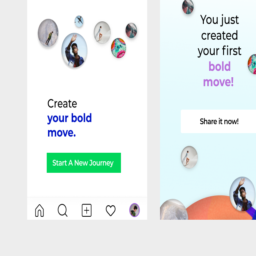 Create
your bold
move.
Start A New Journey
You just
created
your first
bold
move!
Share it now!